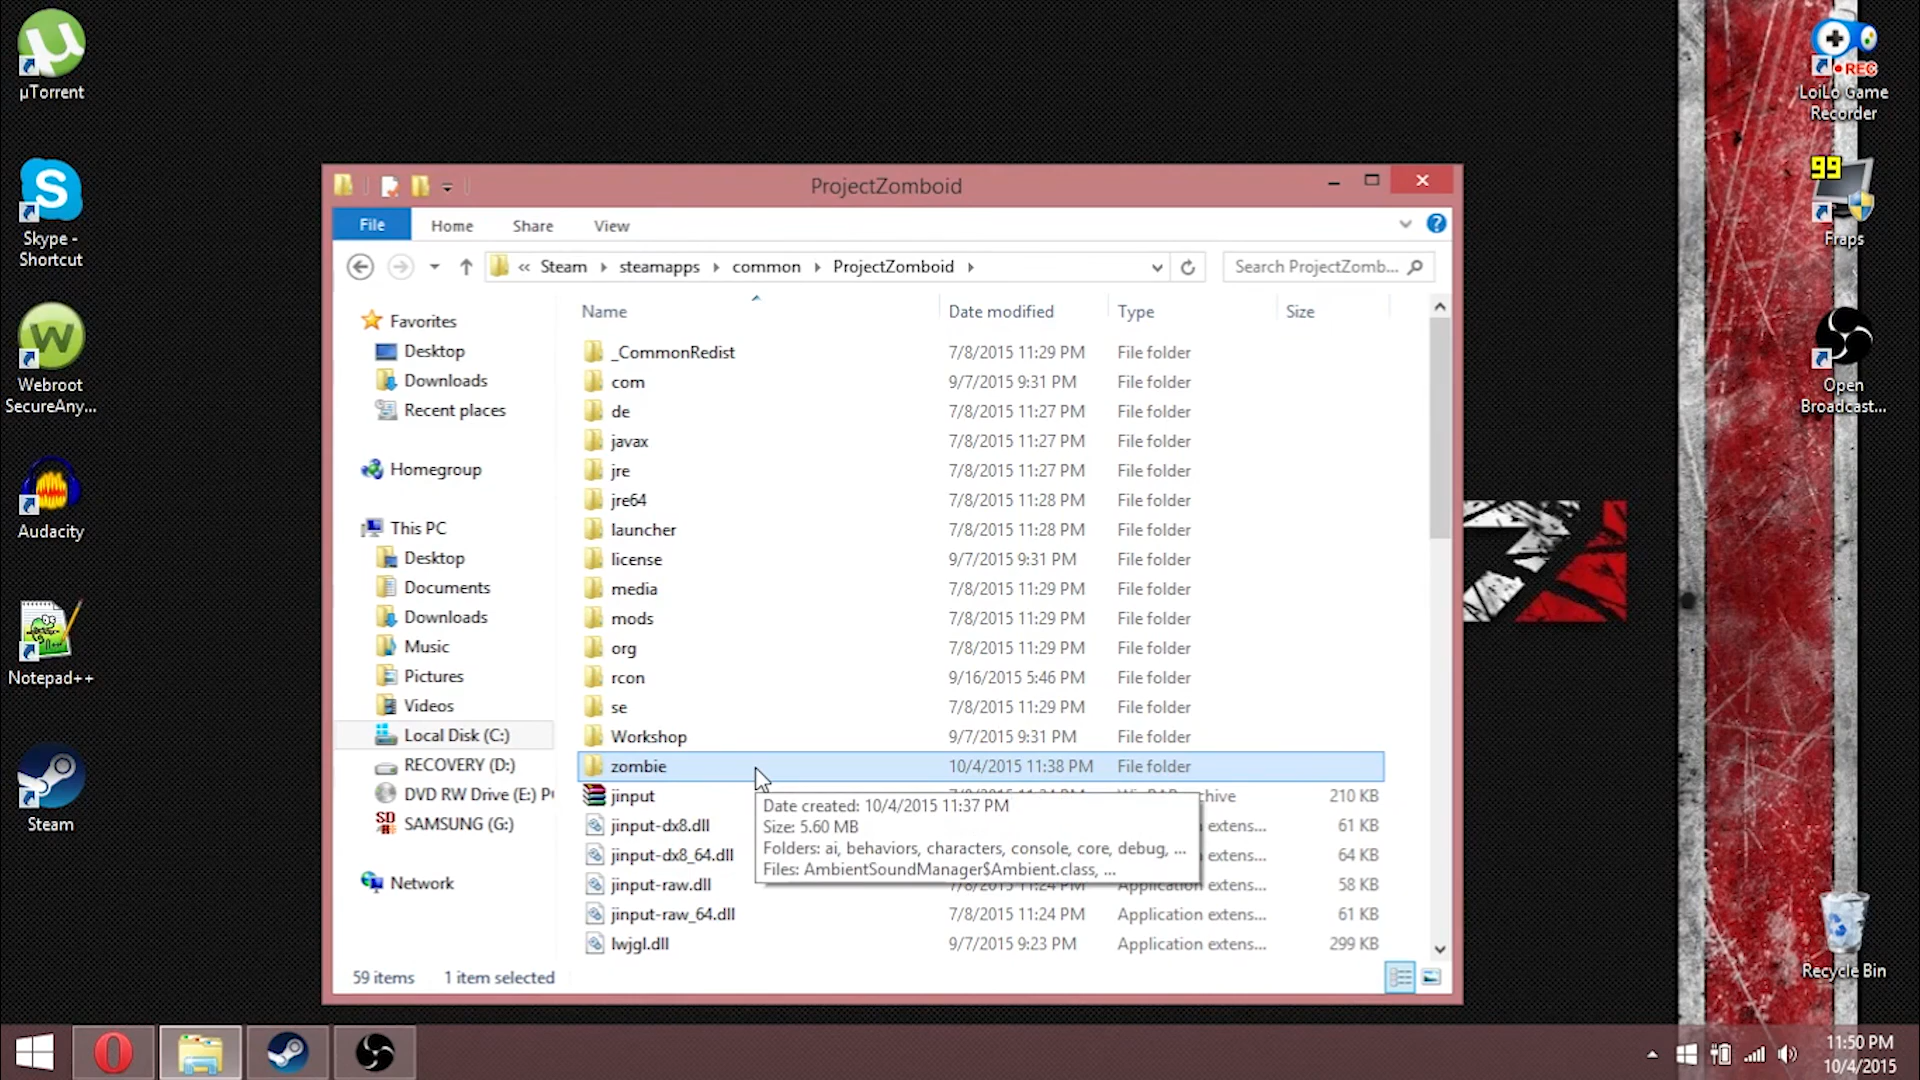 µTorrent
Skype -
Shortcut
Webroot
SecureAny...
Audacity
Notepad++
Steam
REC
LoiLo Game
Recorder
99
Fraps
Open
Broadcast...
Recycle Bin
ProjectZomboid
File Home Share View
« Steam steamapps common ProjectZomboid
Search ProjectZomb...
Favorites
Desktop
Downloads
Recent places
Homegroup
This PC
Desktop
Documents
Downloads
Music
Pictures
Videos
Local Disk (C:)
RECOVERY (D:)
DVD RW Drive (E:)
SAMSUNG (G:)
Network
Name Date modified Type Size
_CommonRedist 7/8/2015 11:29 PM File folder
com 9/7/2015 9:31 PM File folder
de 7/8/2015 11:27 PM File folder
javax 7/8/2015 11:27 PM File folder
jre 7/8/2015 11:27 PM File folder
jre64 7/8/2015 11:28 PM File folder
launcher 7/8/2015 11:28 PM File folder
license 9/7/2015 9:31 PM File folder
media 7/8/2015 11:29 PM File folder
mods 7/8/2015 11:29 PM File folder
org 7/8/2015 11:29 PM File folder
rcon 9/16/2015 5:46 PM File folder
se 7/8/2015 11:29 PM File folder
Workshop 9/7/2015 9:31 PM File folder
zombie 10/4/2015 11:38 PM File folder
jinput 210 KB
jinput-dx8.dll extens... 61 KB
jinput-dx8_64.dll extens... 64 KB
jinput-raw.dll 7/8/2015 11:24 PM Application extens... 58 KB
jinput-raw_64.dll 7/8/2015 11:24 PM Application extens... 61 KB
lwjgl.dll 9/7/2015 9:23 PM Application extens... 299 KB
Date created: 10/4/2015 11:37 PM
Size: 5.60 MB
Folders: ai, behaviors, characters, console, core, debug, ...
Files: AmbientSoundManager$Ambient.class, ...
59 items 1 item selected
11:50 PM
10/4/2015